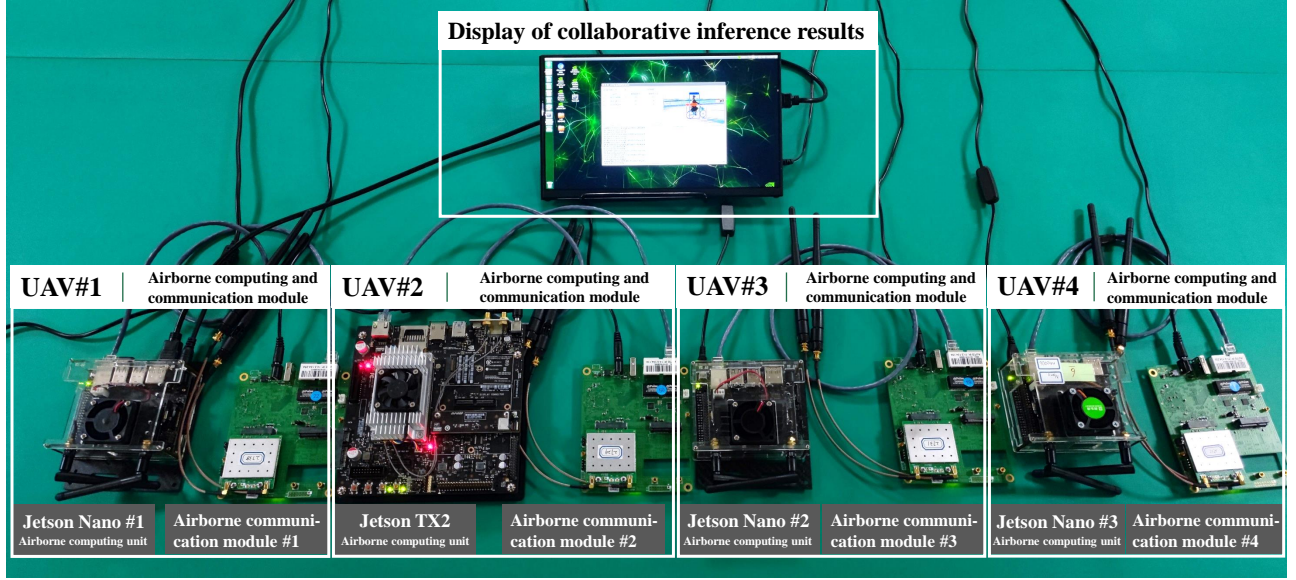 Display of collaborative inference results
UAV#1
Airborne computing and
communication module
UAV#2
Airborne computing and
communication module
UAV#3
Airborne computing and
communication module
UAV#4
Airborne computing and
communication module
Jetson Nano #1
Airborne computing unit
Airborne communi-
cation module #1
Jetson TX2
Airborne computing unit
Airborne communi-
cation module #2
Jetson Nano #2
Airborne computing unit
Airborne communi-
cation module #3
Jetson Nano #3
Airborne computing unit
Airborne communi-
cation module #4